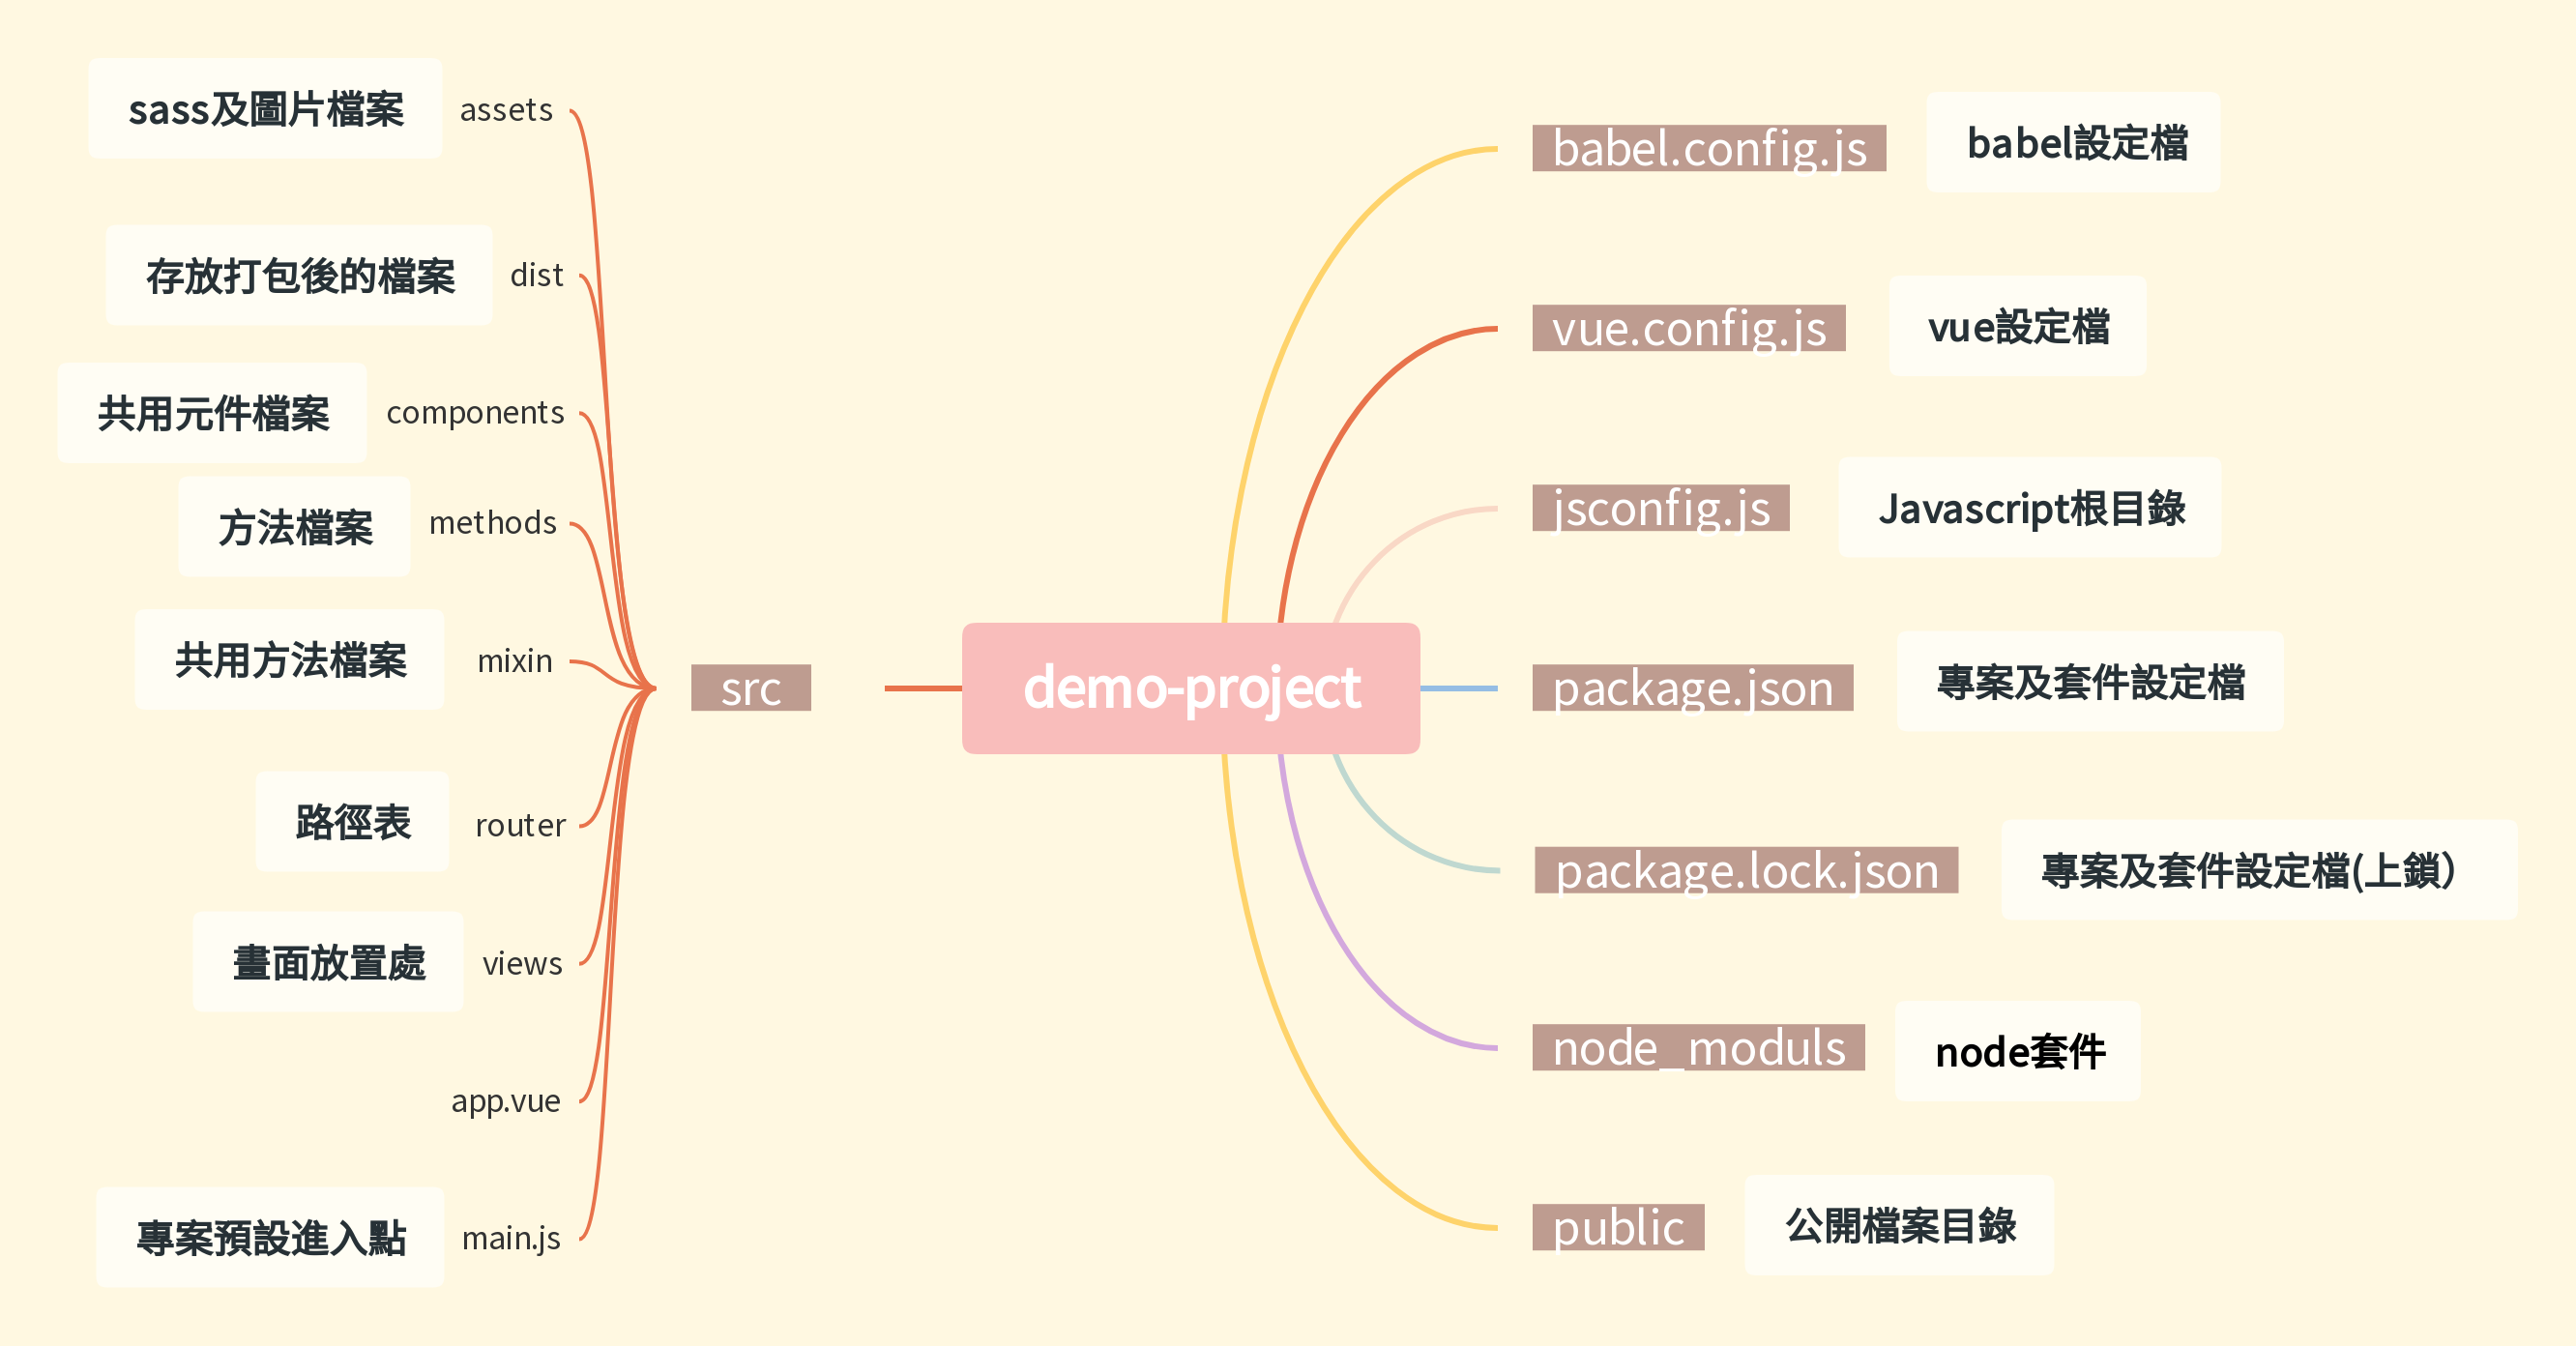 sass及圖片檔案 assets
存放打包後的檔案 dist
共用元件檔案 components
方法檔案 methods
共用方法檔案 mixin
路徑表 router
畫面放置處 views
app.vue
專案預設進入點 main.js
src
demo-project
babel.config.js babel設定檔
vue.config.js vue設定檔
jsconfig.js Javascript根目錄
package.json 專案及套件設定檔
package.lock.json 專案及套件設定檔(上鎖）
node_moduls node套件
public 公開檔案目錄